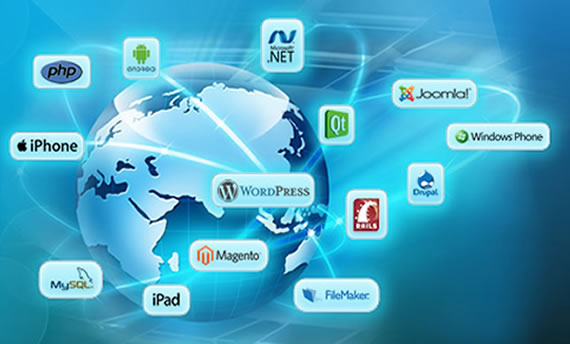 php
ANDROID
Microsoft
.NET
Joomla!
iPhone
Qt
Windows Phone
WORDPRESS
Drupal
RAILS
Magento
MySQL
iPad
FileMaker